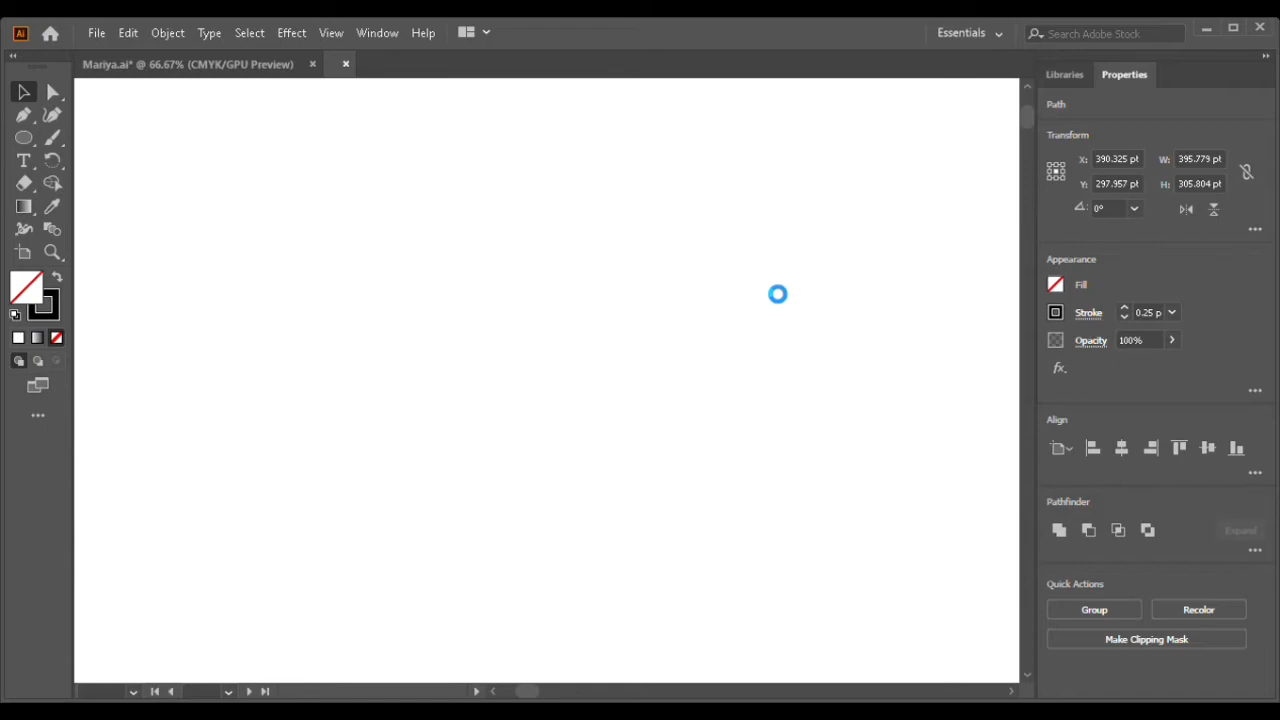 Ai File Edit Object Type Select Effect View Window Help Essentials Search Adobe Stock
Mariya.ai* @ 66.67% (CMYK/GPU Preview) × ×
Libraries Properties
Path
Transform
X: 390.325 pt W: 395.779 pt
Y: 297.957 pt H: 305.804 pt
0°
Appearance
Fill
Stroke 0.25 p
Opacity 100%
fx.
Align
Pathfinder
Expand
Quick Actions
Group Recolor
Make Clipping Mask